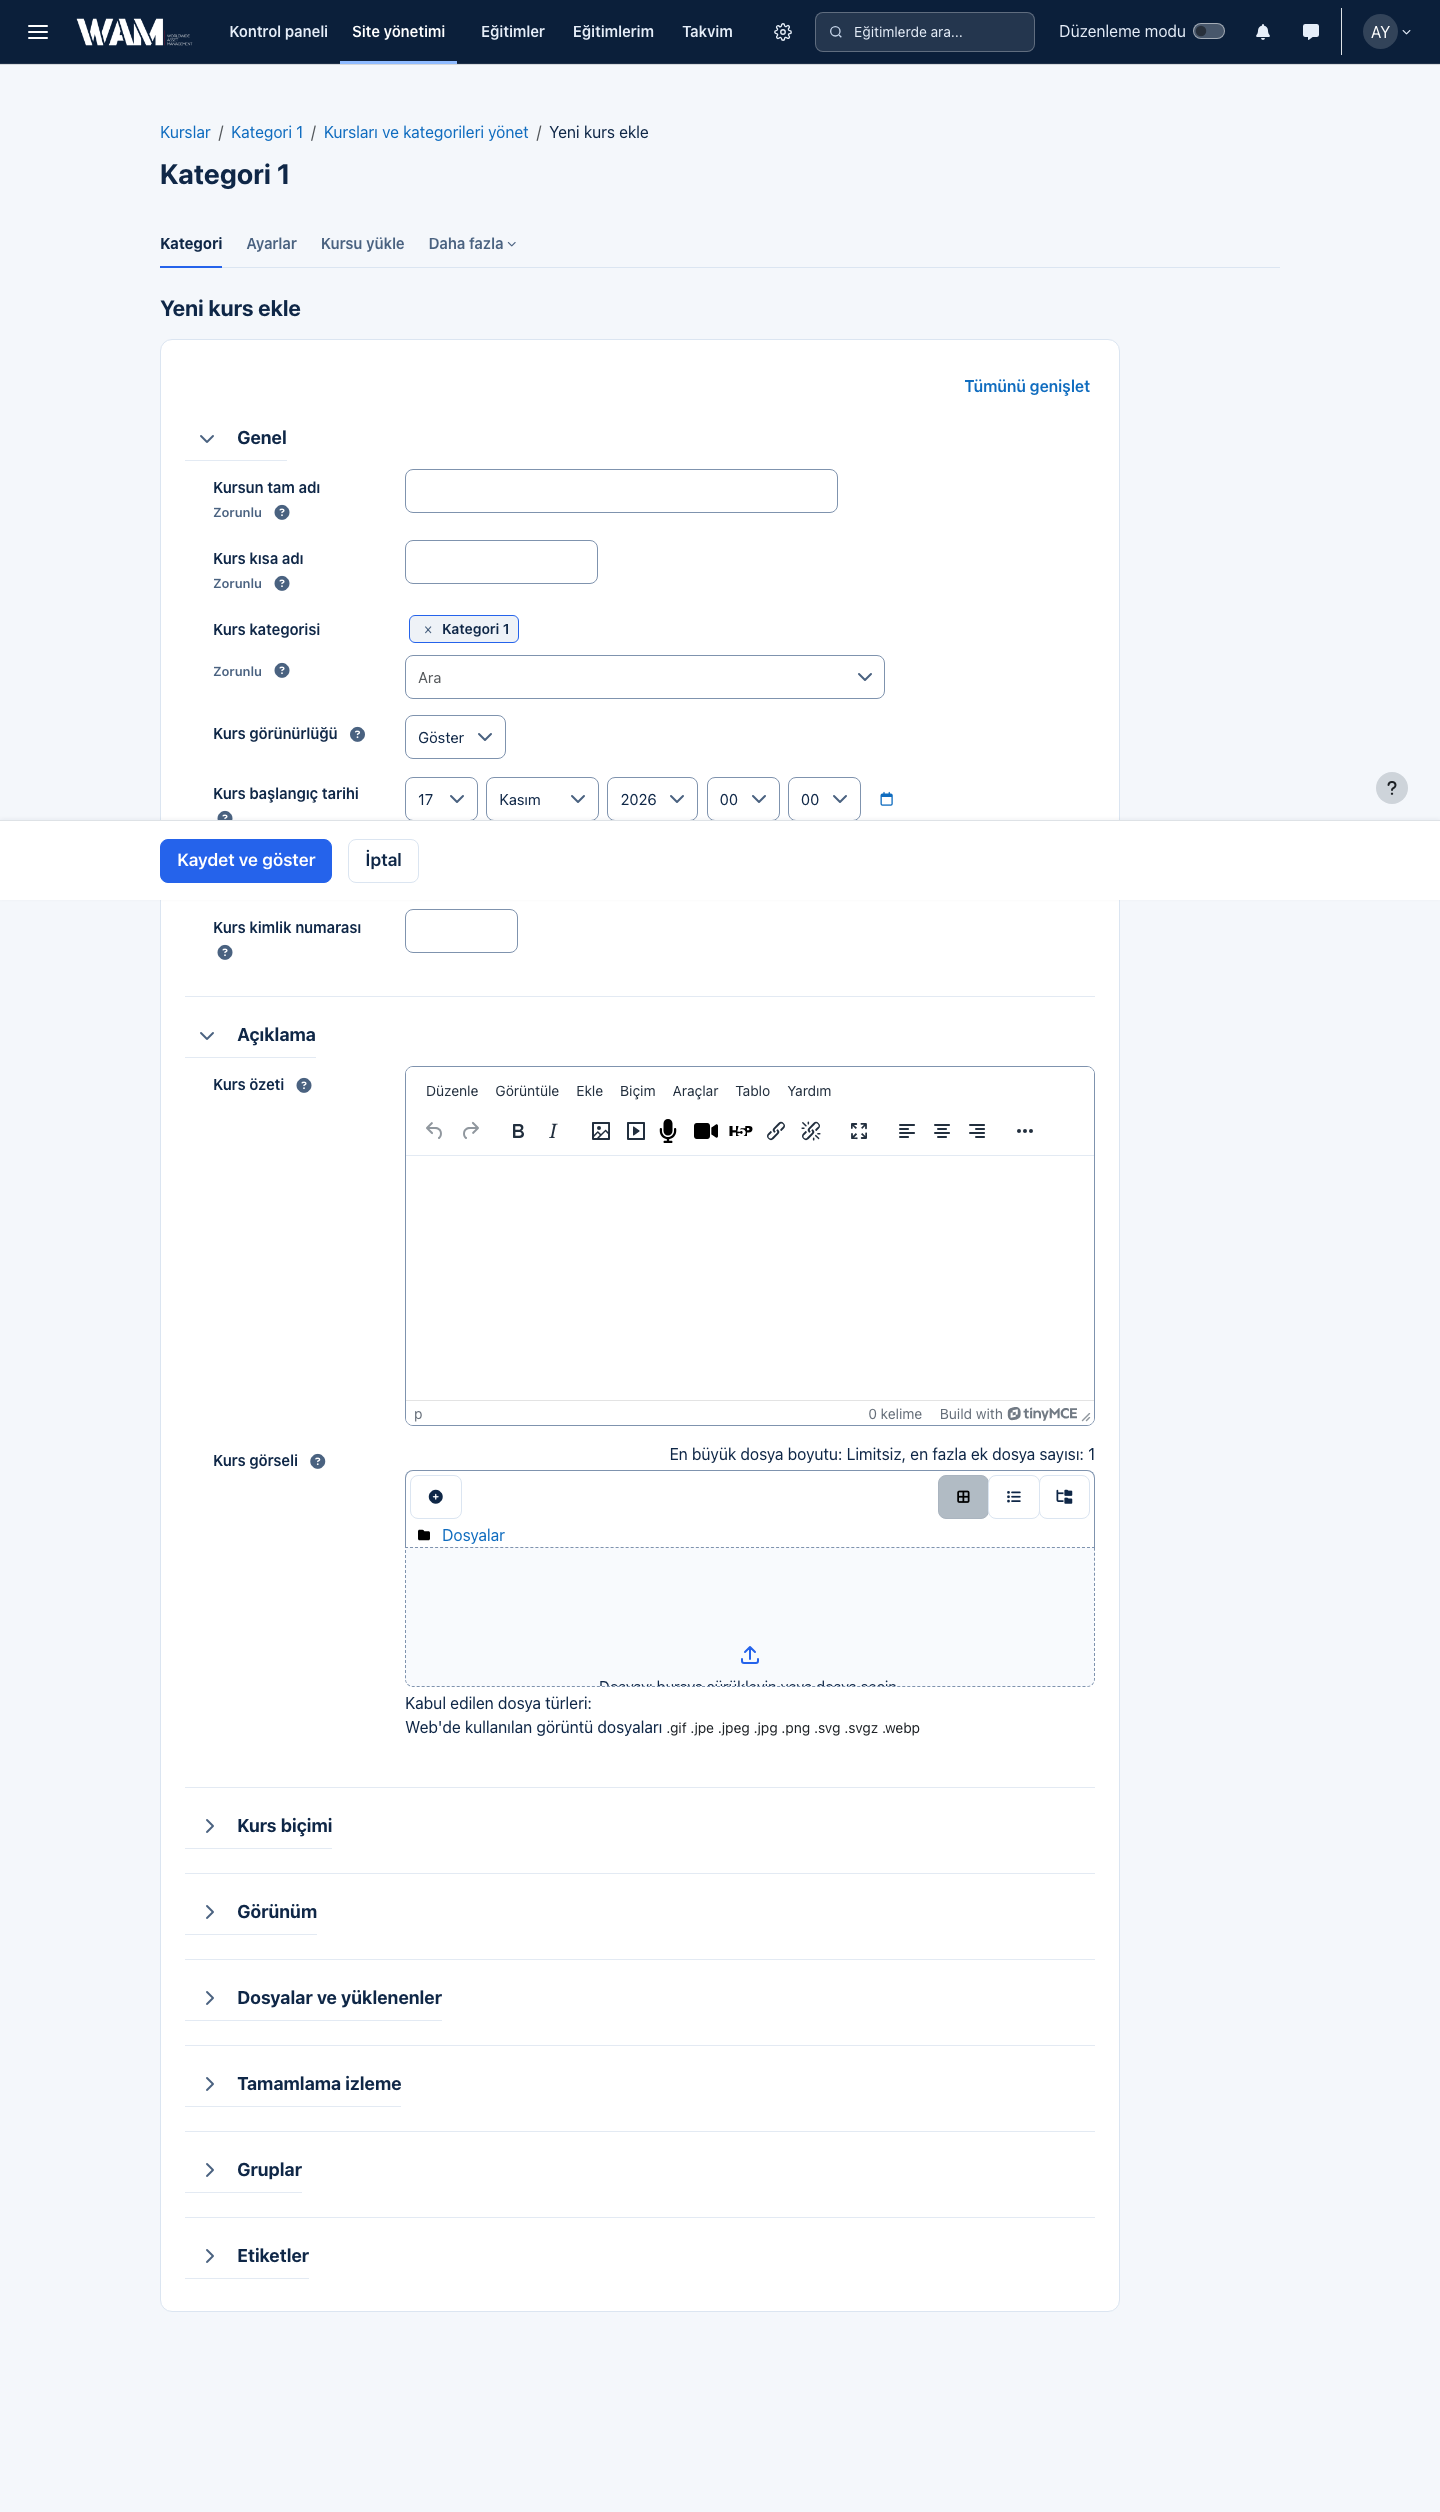 WAM
Kontrol paneli
Site yönetimi
Eğitimler
Eğitimlerim
Takvim
Eğitimlerde ara...
Düzenleme modu
AY
Kurslar / Kategori 1 / Kursları ve kategorileri yönet / Yeni kurs ekle
Kategori 1
Kategori
Ayarlar
Kursu yükle
Daha fazla
Yeni kurs ekle
Tümünü genişlet
Genel
Kursun tam adı
Zorunlu ?
Kurs kısa adı
Zorunlu ?
Kurs kategorisi
× Kategori 1
Zorunlu ?
Ara
Kurs görünürlüğü ?
Göster
Kurs başlangıç tarihi
17 Kasım 2026 00 00
?
?
Kaydet ve göster
İptal
Kurs kimlik numarası
?
Açıklama
Kurs özeti ?
Düzenle Görüntüle Ekle Biçim Araçlar Tablo Yardım
B I H5P
p
0 kelime
Build with tinyMCE
Kurs görseli ?
En büyük dosya boyutu: Limitsiz, en fazla ek dosya sayısı: 1
Dosyalar
Kabul edilen dosya türleri:
Web'de kullanılan görüntü dosyaları .gif .jpe .jpeg .jpg .png .svg .svgz .webp
Kurs biçimi
Görünüm
Dosyalar ve yüklenenler
Tamamlama izleme
Gruplar
Etiketler